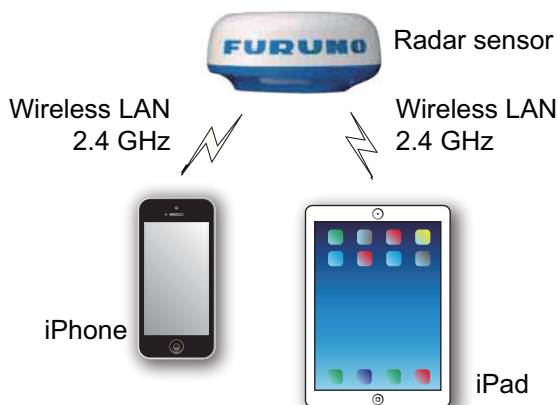 FURUNO
Radar sensor
Wireless LAN
2.4 GHz
Wireless LAN
2.4 GHz
iPhone
iPad